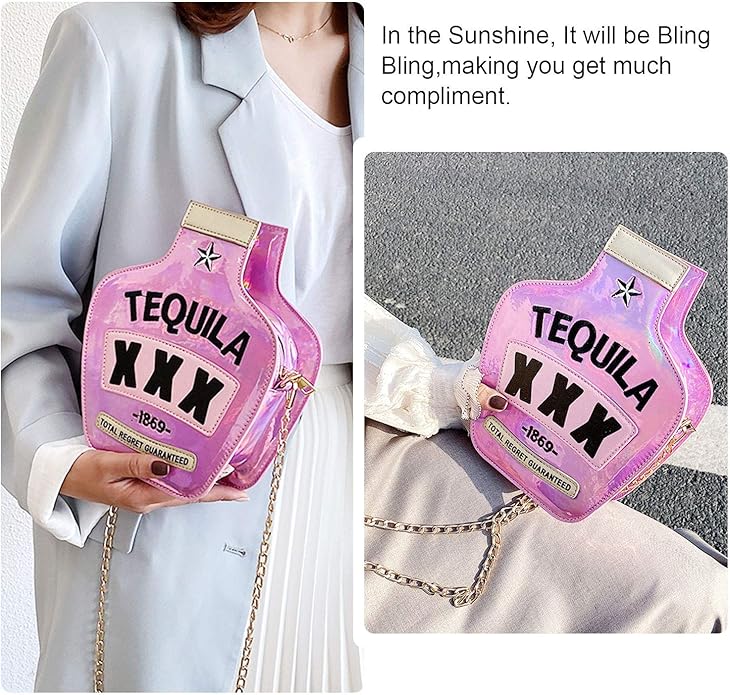 In the Sunshine, It will be Bling
Bling,making you get much
compliment.
TEQUILA
XXX
-1869-
TOTAL REGRET GUARANTEED
TEQUILA
XXX
-1869-
TOTAL REGRET GUARANTEED